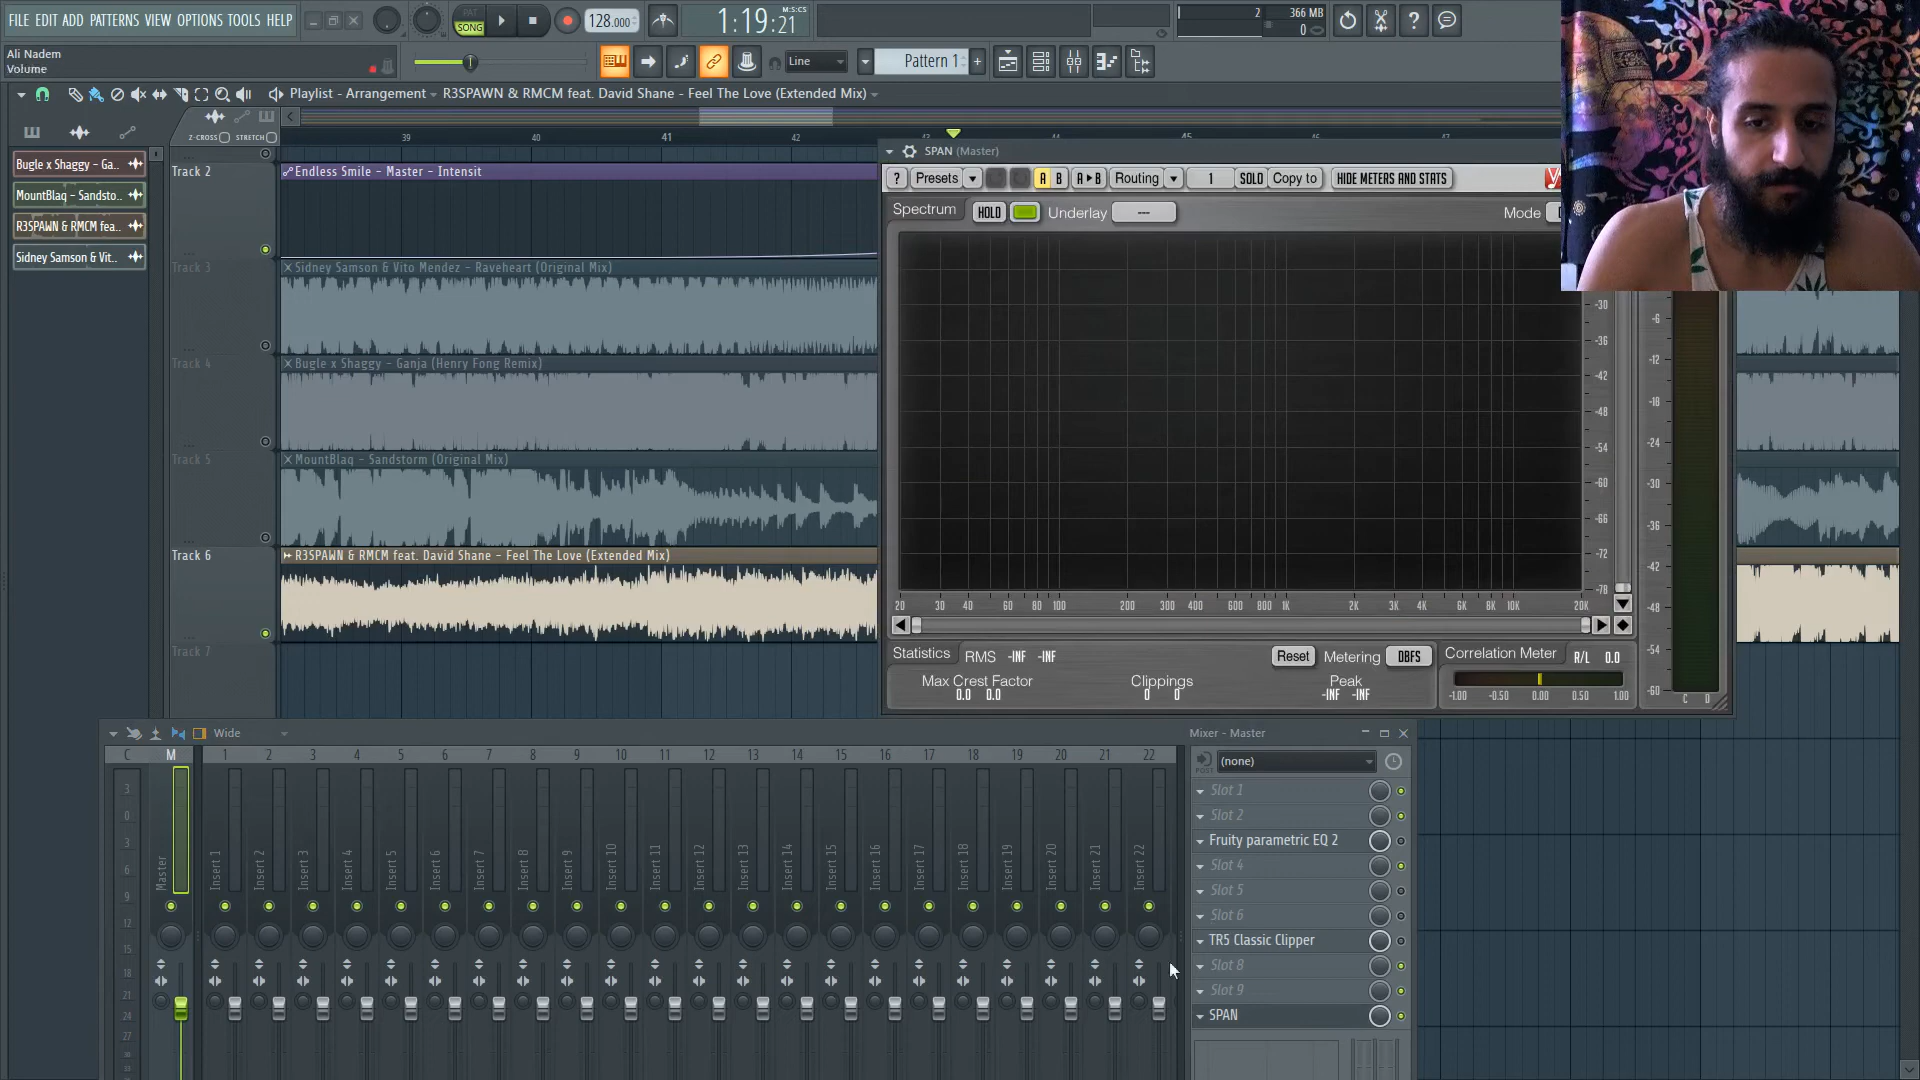 FILE EDIT ADD PATTERNS VIEW OPTIONS TOOLS HELP
PAT
SONG
128.000
1:19:21
M:S:CS
2
366 MB
0
Ali Nadem
Volume
Line
Pattern 1
Playlist - Arrangement
R3SPAWN & RMCM feat. David Shane - Feel The Love (Extended Mix)
Z-CROSS
STRETCH
39 40 41 42 43 44 45 46 47
Bugle x Shaggy - Ga..
MountBlaq - Sandsto..
R3SPAWN & RMCM fea..
Sidney Samson & Vit..
Track 2
Endless Smile - Master - Intensit
Track 3
Sidney Samson & Vito Mendez - Raveheart (Original Mix)
Track 4
Bugle x Shaggy - Ganja (Henry Fong Remix)
Track 5
MountBlaq - Sandstorm (Original Mix)
Track 6
R3SPAWN & RMCM feat. David Shane - Feel The Love (Extended Mix)
Track 7
SPAN (Master)
? Presets A B A▸B Routing 1 SOLO Copy to HIDE METERS AND STATS
Spectrum HOLD Underlay --- Mode
-30
-36
-42
-48
-54
-60
-66
-72
-78
20 30 40 60 80 100 200 300 400 600 800 1K 2K 3K 4K 6K 8K 10K 20K
-6
-12
-18
-24
-30
-36
-42
-48
-54
-60
Statistics RMS -INF -INF Reset Metering DBFS Correlation Meter R/L 0.0
Max Crest Factor Clippings Peak
0.0 0.0 0 0 -INF -INF
-1.00 -0.50 0.00 0.50 1.00
Wide
C M 1 2 3 4 5 6 7 8 9 10 11 12 13 14 15 16 17 18 19 20 21 22
3
0
3
6
9
12
15
18
21
24
27
Master
Insert 1
Insert 2
Insert 3
Insert 4
Insert 5
Insert 6
Insert 7
Insert 8
Insert 9
Insert 10
Insert 11
Insert 12
Insert 13
Insert 14
Insert 15
Insert 16
Insert 17
Insert 18
Insert 19
Insert 20
Insert 21
Insert 22
Mixer - Master
POST
(none)
Slot 1
Slot 2
Fruity parametric EQ 2
Slot 4
Slot 5
Slot 6
TR5 Classic Clipper
Slot 8
Slot 9
SPAN